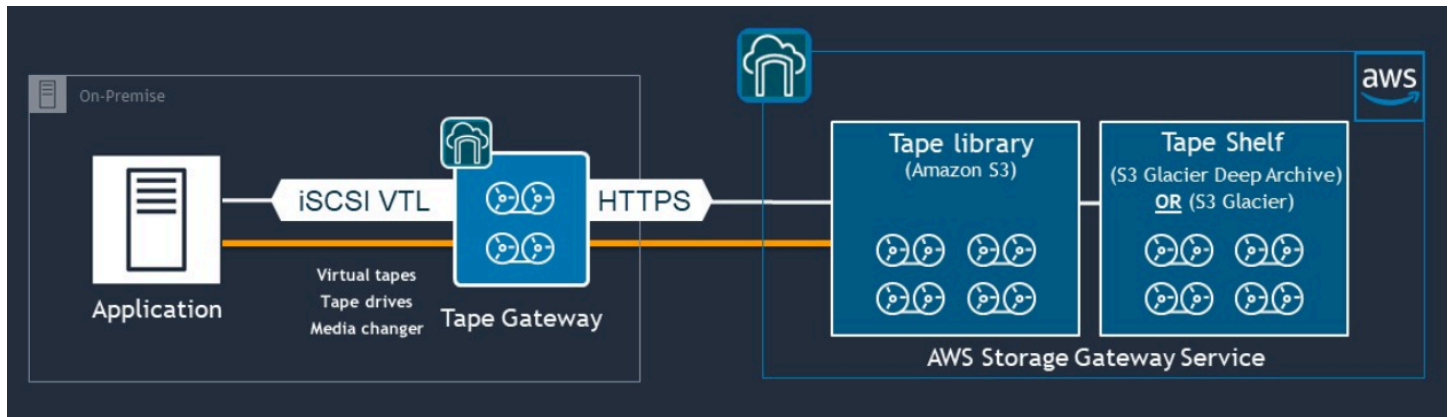 On-Premise
aws
Tape library
(Amazon S3)
Tape Shelf
(S3 Glacier Deep Archive)
OR (S3 Glacier)
iSCSI VTL
HTTPS
Virtual tapes
Tape drives
Media changer
Application
Tape Gateway
AWS Storage Gateway Service